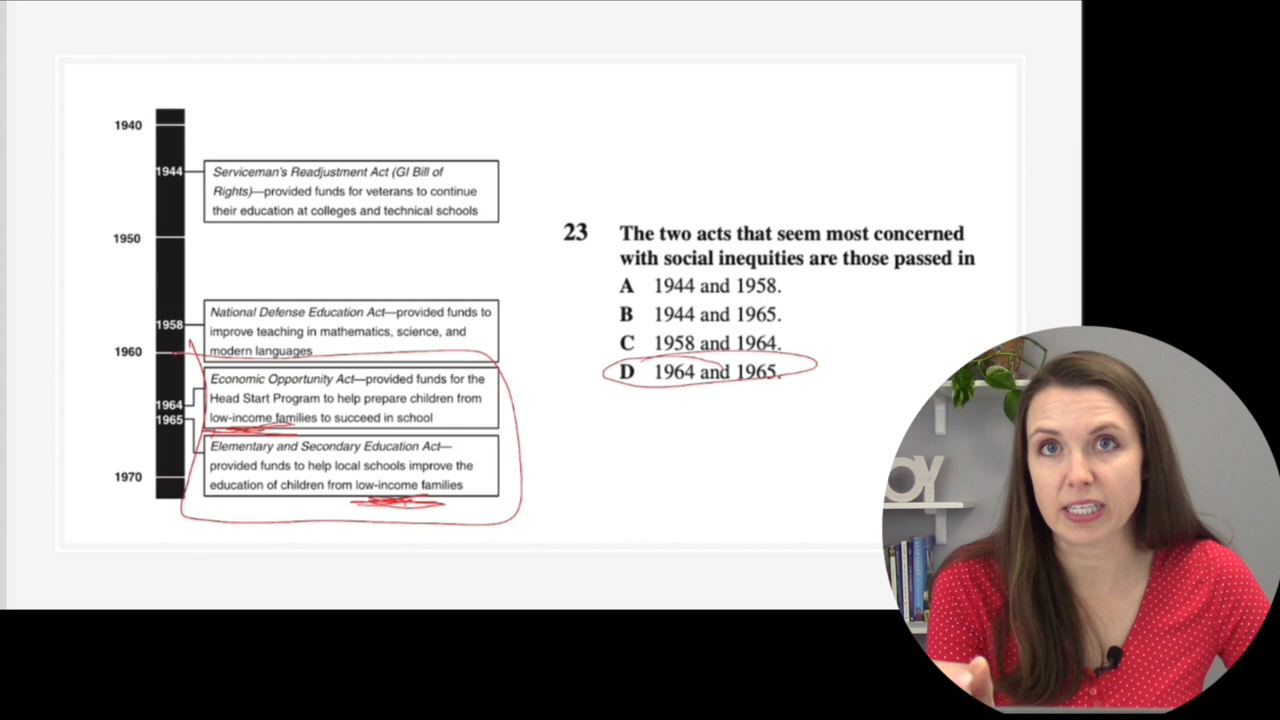 1940
1944
Serviceman's Readjustment Act (GI Bill of
Rights)—provided funds for veterans to continue
their education at colleges and technical schools
1950
National Defense Education Act—provided funds to
1958
improve teaching in mathematics, science, and
modern languages
1960
Economic Opportunity Act—provided funds for the
Head Start Program to help prepare children from
1964
low-income families to succeed in school
1965
Elementary and Secondary Education Act—
provided funds to help local schools improve the
education of children from low-income families
1970
23 The two acts that seem most concerned
with social inequities are those passed in
A 1944 and 1958.
B 1944 and 1965.
C 1958 and 1964.
D 1964 and 1965.
OY